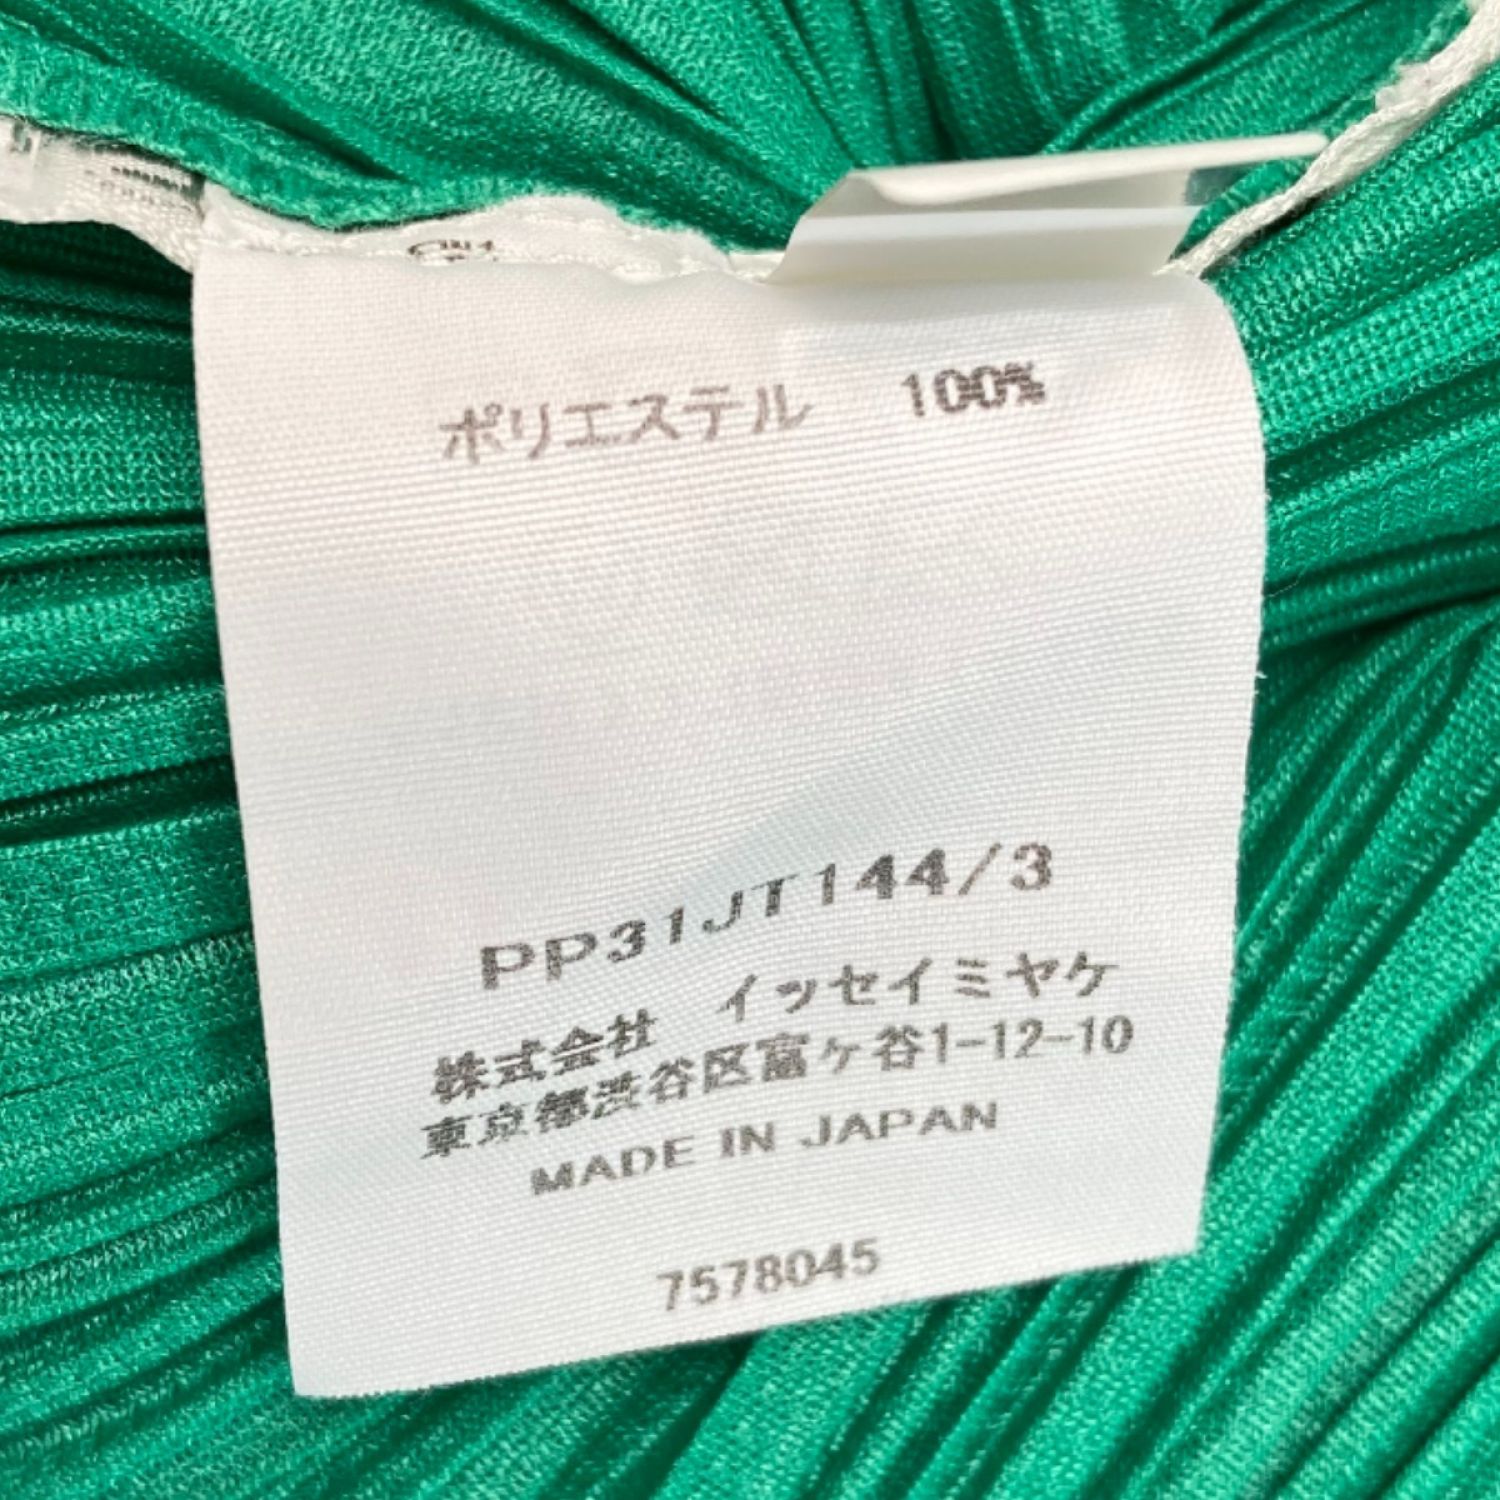 ポリエステル 100%
PP31JT144/3
株式会社 イッセイミヤケ
東京都渋谷区富ヶ谷1-12-10
MADE IN JAPAN
7578045